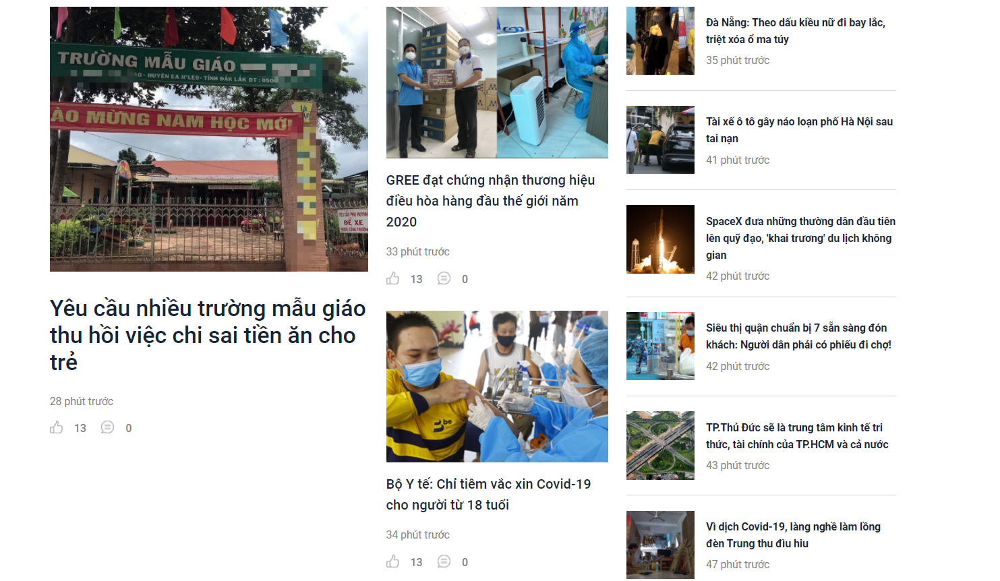 TRƯỜNG MẪU GIÁO
HUYỆN EA H'LEO- TỈNH ĐẮK LẮK ĐT : 050
ÀO MỪNG NĂM HỌC MỚI
ĐỂ XE
Yêu cầu nhiều trường mẫu giáo
thu hồi việc chi sai tiền ăn cho
trẻ
28 phút trước
13 0
GREE đạt chứng nhận thương hiệu
điều hòa hàng đầu thế giới năm
2020
33 phút trước
13 0
be
Bộ Y tế: Chỉ tiêm vắc xin Covid-19
cho người từ 18 tuổi
34 phút trước
13 0
Đà Nẵng: Theo dấu kiều nữ đi bay lắc,
triệt xóa ổ ma túy
35 phút trước
Tài xế ô tô gây náo loạn phố Hà Nội sau
tai nạn
41 phút trước
SpaceX đưa những thường dân đầu tiên
lên quỹ đạo, 'khai trương' du lịch không
gian
42 phút trước
Siêu thị quận chuẩn bị 7 sẵn sàng đón
khách: Người dân phải có phiếu đi chợ!
42 phút trước
TP.Thủ Đức sẽ là trung tâm kinh tế tri
thức, tài chính của TP.HCM và cả nước
43 phút trước
Vì dịch Covid-19, làng nghề làm lồng
đèn Trung thu đìu hiu
47 phút trước